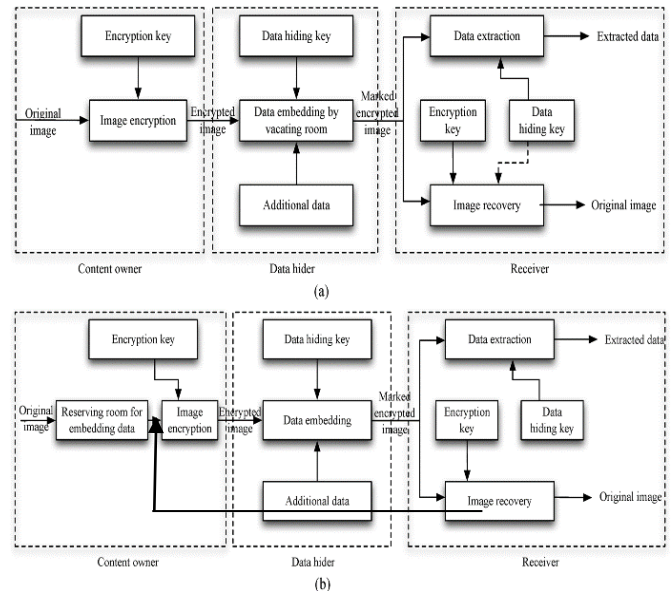 Encryption key
Data hiding key
Data extraction
Extracted data
Original
image
Image encryption
Encrypted
image
Data embedding by
vacating room
Marked
encrypted
image
Encryption
key
Data
hiding key
Additional data
Image recovery
Original image
Content owner
Data hider
Receiver
(a)
Encryption key
Data hiding key
Data extraction
Extracted data
Original
image
Reserving room for
embedding data
Image
encryption
Encrypted
image
Data embedding
Marked
encrypted
image
Encryption
key
Data
hiding key
Additional data
Image recovery
Original image
Content owner
Data hider
Receiver
(b)